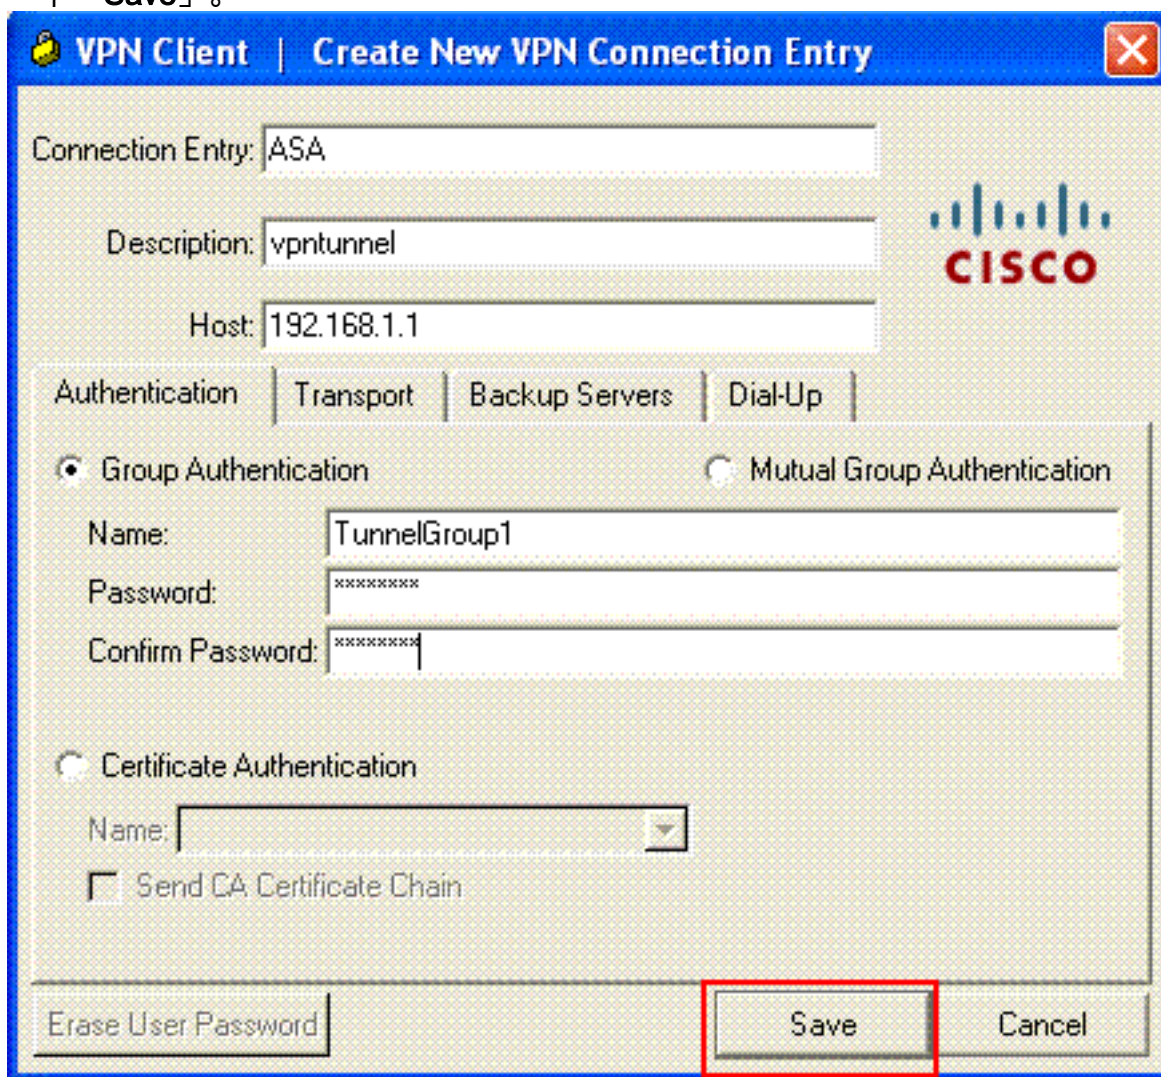 Save」。
VPN Client | Create New VPN Connection Entry
Connection Entry: ASA
Description: vpntunnel
CISCO
Host: 192.168.1.1
Authentication Transport Backup Servers Dial-Up
Group Authentication Mutual Group Authentication
Name: TunnelGroup1
Password: ********
Confirm Password: ********
Certificate Authentication
Name:
Send CA Certificate Chain
Erase User Password Save Cancel